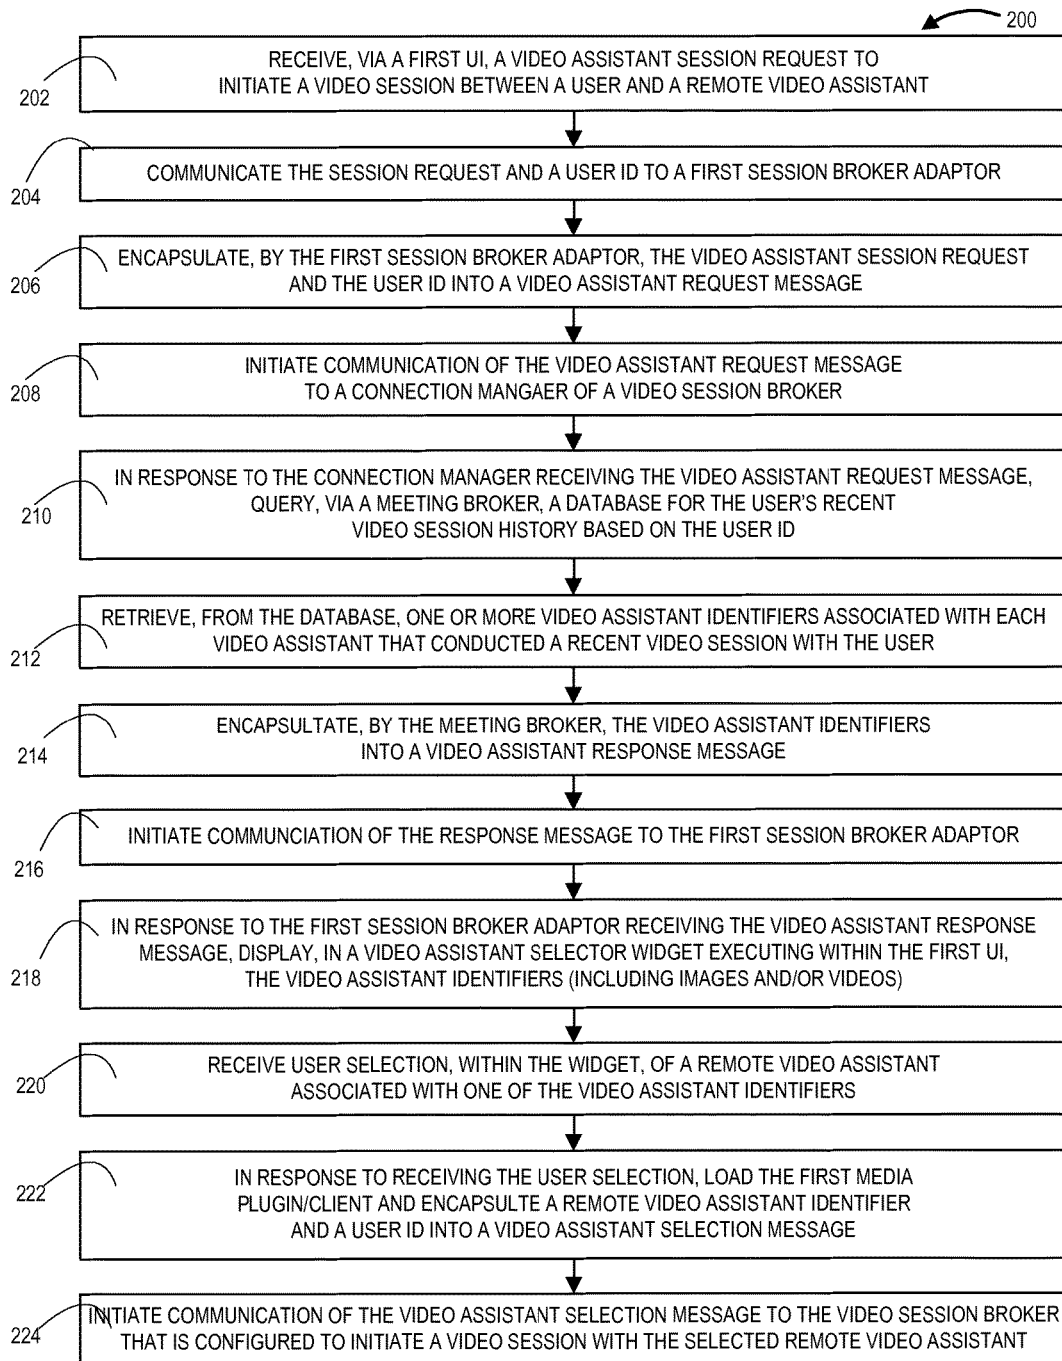 200
RECEIVE, VIA A FIRST UI, A VIDEO ASSISTANT SESSION REQUEST TO
INITIATE A VIDEO SESSION BETWEEN A USER AND A REMOTE VIDEO ASSISTANT
202
COMMUNICATE THE SESSION REQUEST AND A USER ID TO A FIRST SESSION BROKER ADAPTOR
204
ENCAPSULATE, BY THE FIRST SESSION BROKER ADAPTOR, THE VIDEO ASSISTANT SESSION REQUEST
AND THE USER ID INTO A VIDEO ASSISTANT REQUEST MESSAGE
206
INITIATE COMMUNICATION OF THE VIDEO ASSISTANT REQUEST MESSAGE
TO A CONNECTION MANGAER OF A VIDEO SESSION BROKER
208
IN RESPONSE TO THE CONNECTION MANAGER RECEIVING THE VIDEO ASSISTANT REQUEST MESSAGE,
QUERY, VIA A MEETING BROKER, A DATABASE FOR THE USER'S RECENT
VIDEO SESSION HISTORY BASED ON THE USER ID
210
RETRIEVE, FROM THE DATABASE, ONE OR MORE VIDEO ASSISTANT IDENTIFIERS ASSOCIATED WITH EACH
VIDEO ASSISTANT THAT CONDUCTED A RECENT VIDEO SESSION WITH THE USER
212
ENCAPSULTATE, BY THE MEETING BROKER, THE VIDEO ASSISTANT IDENTIFIERS
INTO A VIDEO ASSISTANT RESPONSE MESSAGE
214
INITIATE COMMUNCIATION OF THE RESPONSE MESSAGE TO THE FIRST SESSION BROKER ADAPTOR
216
IN RESPONSE TO THE FIRST SESSION BROKER ADAPTOR RECEIVING THE VIDEO ASSISTANT RESPONSE
MESSAGE, DISPLAY, IN A VIDEO ASSISTANT SELECTOR WIDGET EXECUTING WITHIN THE FIRST UI,
THE VIDEO ASSISTANT IDENTIFIERS (INCLUDING IMAGES AND/OR VIDEOS)
218
RECEIVE USER SELECTION, WITHIN THE WIDGET, OF A REMOTE VIDEO ASSISTANT
ASSOCIATED WITH ONE OF THE VIDEO ASSISTANT IDENTIFIERS
220
IN RESPONSE TO RECEIVING THE USER SELECTION, LOAD THE FIRST MEDIA
PLUGIN/CLIENT AND ENCAPSULTE A REMOTE VIDEO ASSISTANT IDENTIFIER
AND A USER ID INTO A VIDEO ASSISTANT SELECTION MESSAGE
222
INITIATE COMMUNICATION OF THE VIDEO ASSISTANT SELECTION MESSAGE TO THE VIDEO SESSION BROKER
THAT IS CONFIGURED TO INITIATE A VIDEO SESSION WITH THE SELECTED REMOTE VIDEO ASSISTANT
224